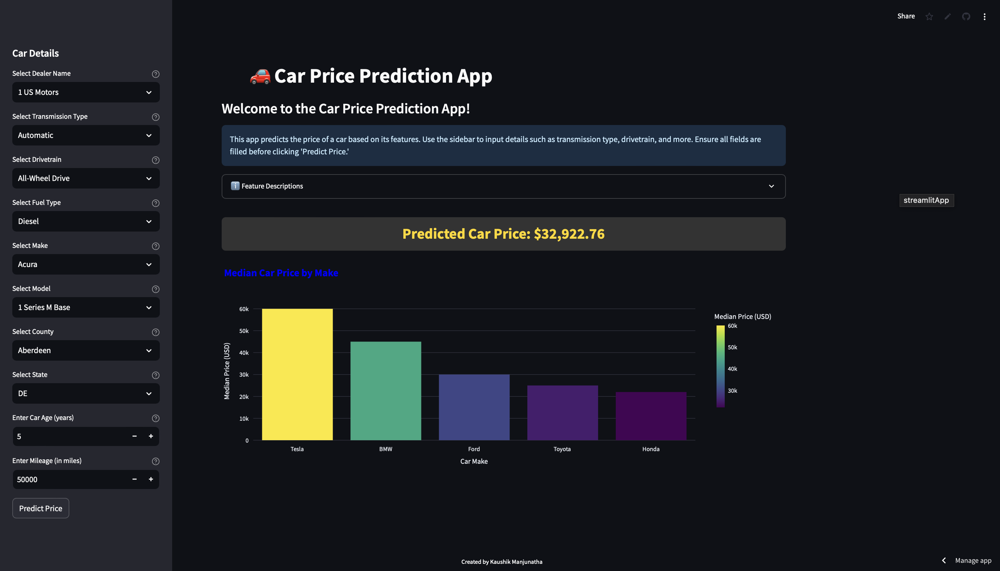 Share
Car Details
Select Dealer Name
1 US Motors
Select Transmission Type
Automatic
Select Drivetrain
All-Wheel Drive
Select Fuel Type
Diesel
Select Make
Acura
Select Model
1 Series M Base
Select County
Aberdeen
Select State
DE
Enter Car Age (years)
5
Enter Mileage (in miles)
50000
Predict Price
Car Price Prediction App
Welcome to the Car Price Prediction App!
This app predicts the price of a car based on its features. Use the sidebar to input details such as transmission type, drivetrain, and more. Ensure all fields are
filled before clicking 'Predict Price.'
Feature Descriptions
streamlitApp
Predicted Car Price: $32,922.76
Median Car Price by Make
Median Price (USD)
60k
50k
40k
30k
20k
10k
0
Tesla
BMW
Ford
Toyota
Honda
Car Make
Median Price (USD)
60k
50k
40k
30k
Created by Kaushik Manjunatha
Manage app